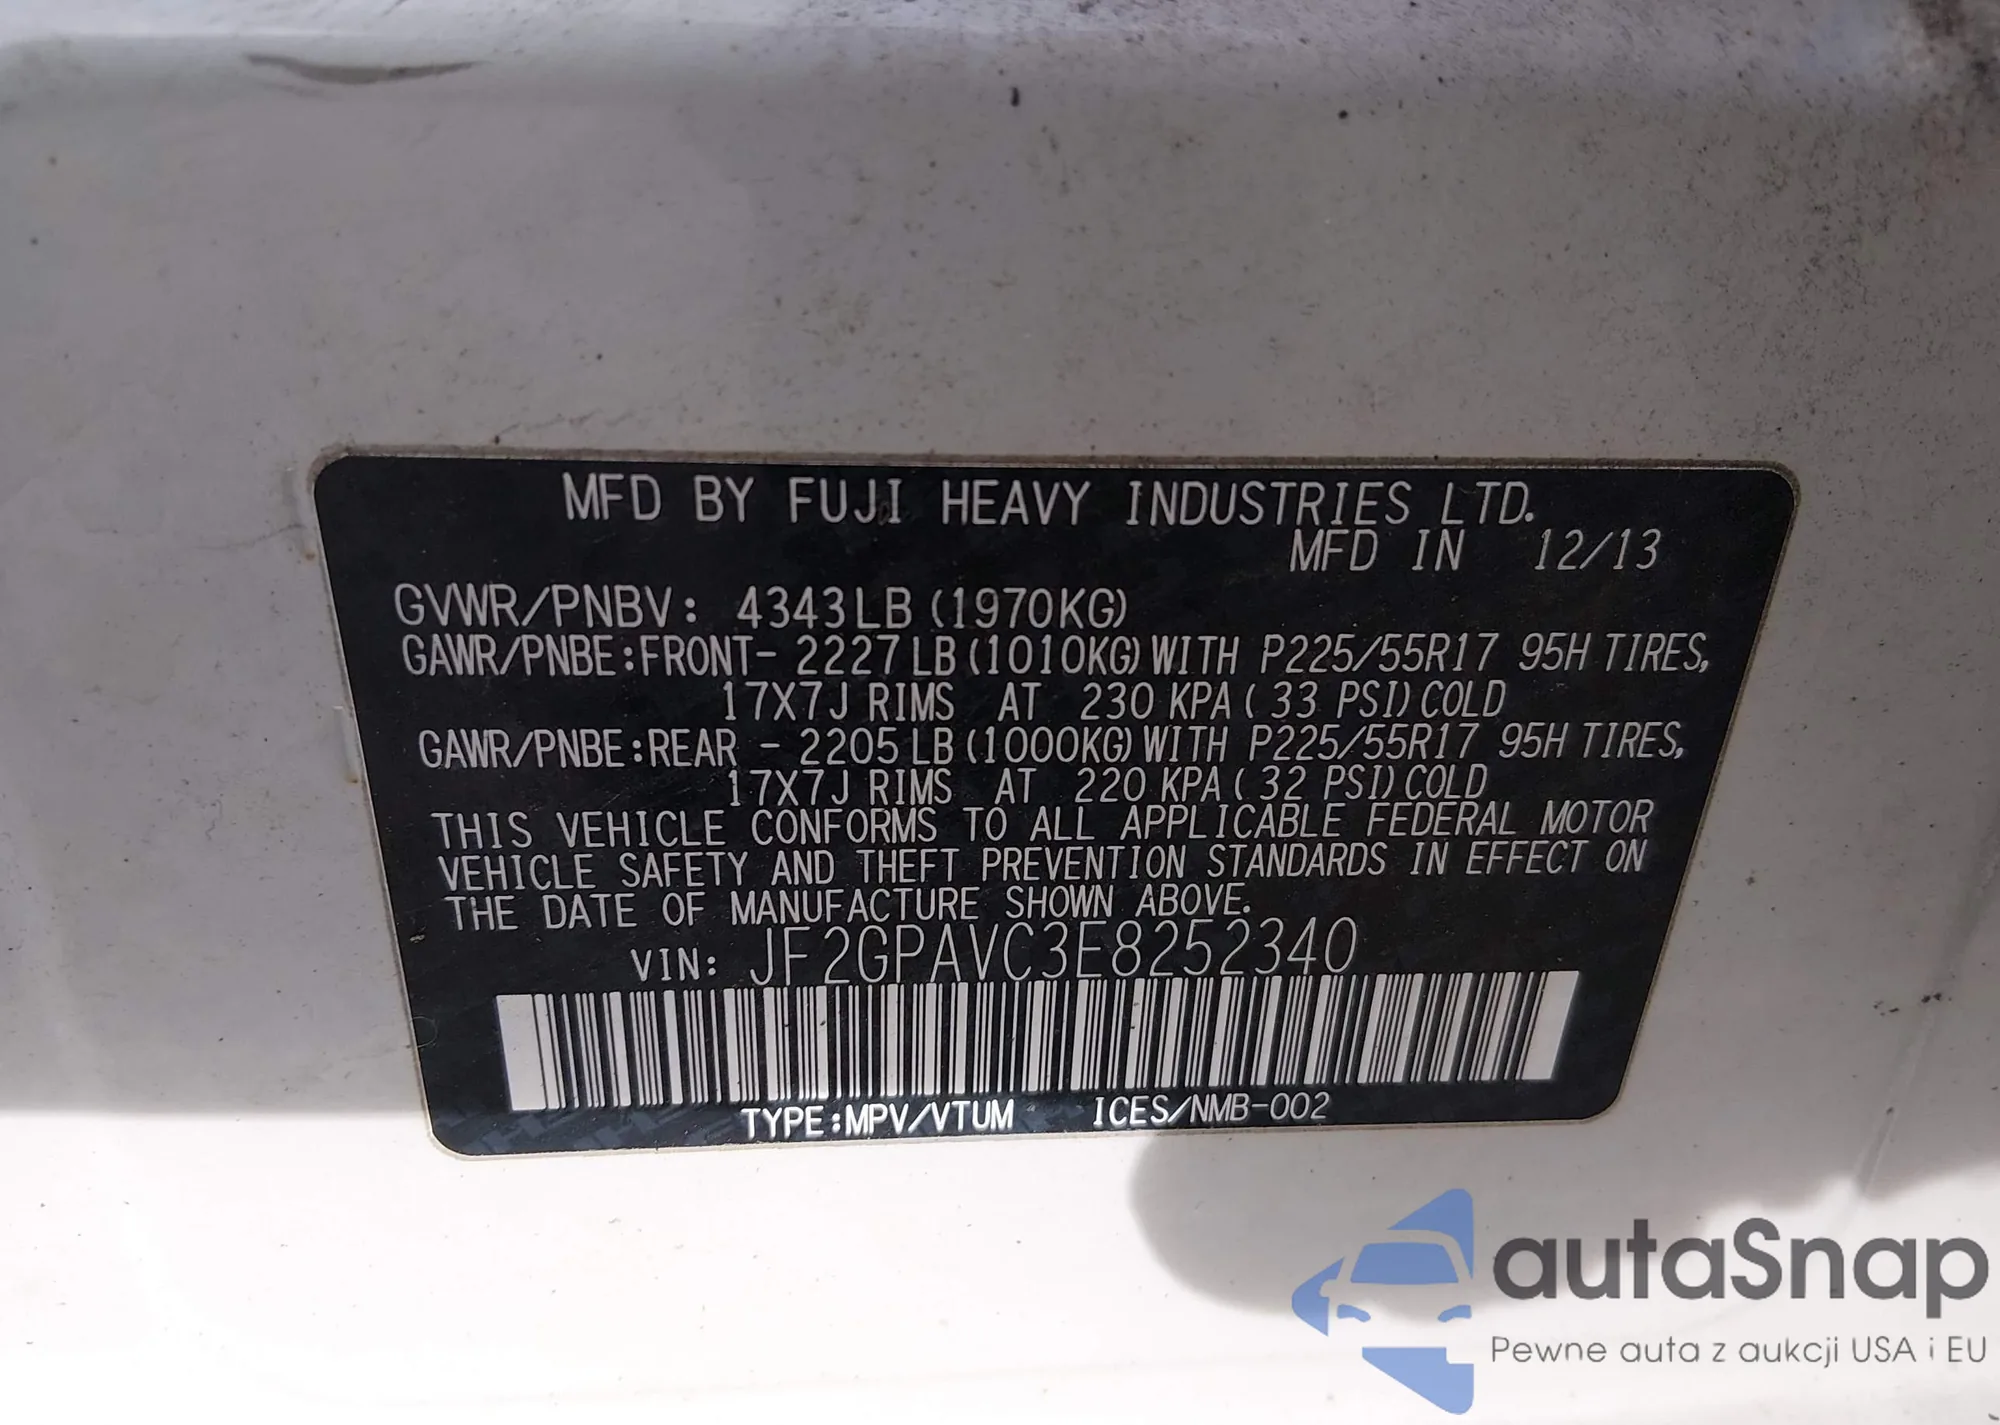 MFD BY FUJI HEAVY INDUSTRIES LTD.
MFD IN 12/13
GVWR/PNBV: 4343LB(1970KG)
GAWR/PNBE:FRONT- 2227LB(1010KG)WITH P225/55R17 95H TIRES,
17X7J RIMS AT 230 KPA( 33 PSI)COLD
GAWR/PNBE:REAR - 2205LB(1000KG)WITH P225/55R17 95H TIRES,
17X7J RIMS AT 220 KPA( 32 PSI)COLD
THIS VEHICLE CONFORMS TO ALL APPLICABLE FEDERAL MOTOR
VEHICLE SAFETY AND THEFT PREVENTION STANDARDS IN EFFECT ON
THE DATE OF MANUFACTURE SHOWN ABOVE.
VIN: JF2GPAVC3E8252340
TYPE:MPV/VTUM ICES/NMB-002
autaSnap
Pewne auta z aukcji USA i EU